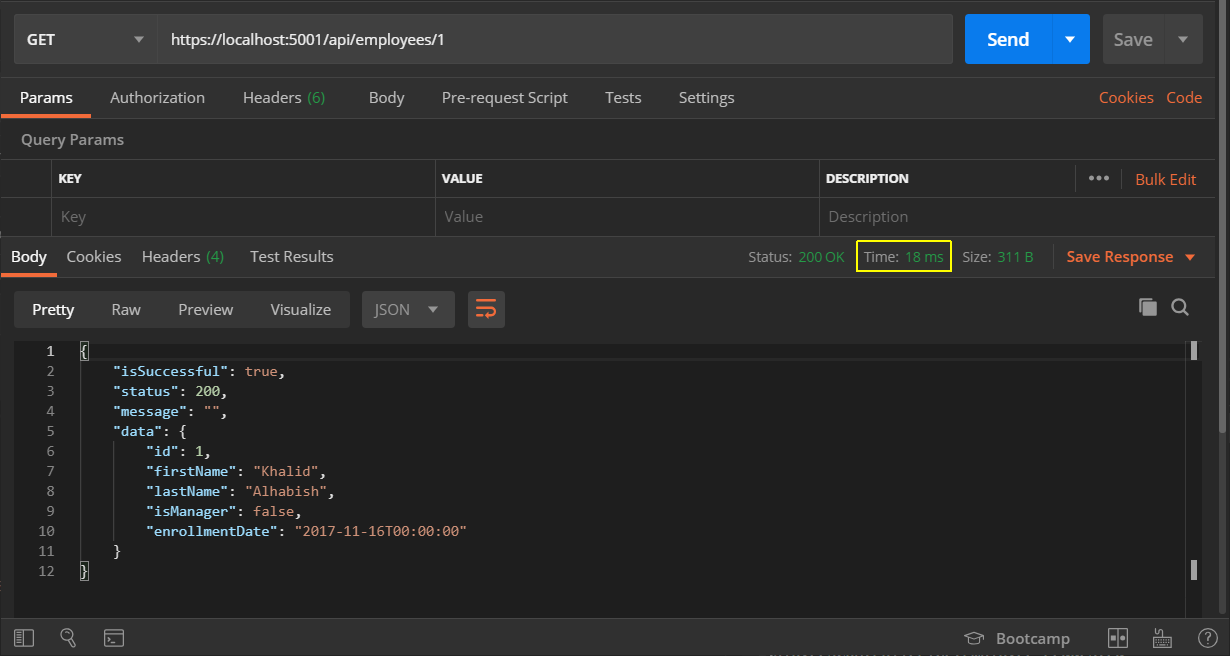 GET https://localhost:5001/api/employees/1 Send Save
Params Authorization Headers (6) Body Pre-request Script Tests Settings Cookies Code
Query Params
KEY VALUE DESCRIPTION ••• Bulk Edit
Key Value Description
Body Cookies Headers (4) Test Results Status: 200 OK Time: 18 ms Size: 311 B Save Response
Pretty Raw Preview Visualize JSON
1 {
2 "isSuccessful": true,
3 "status": 200,
4 "message": "",
5 "data": {
6 "id": 1,
7 "firstName": "Khalid",
8 "lastName": "Alhabish",
9 "isManager": false,
10 "enrollmentDate": "2017-11-16T00:00:00"
11 }
12 }
Bootcamp